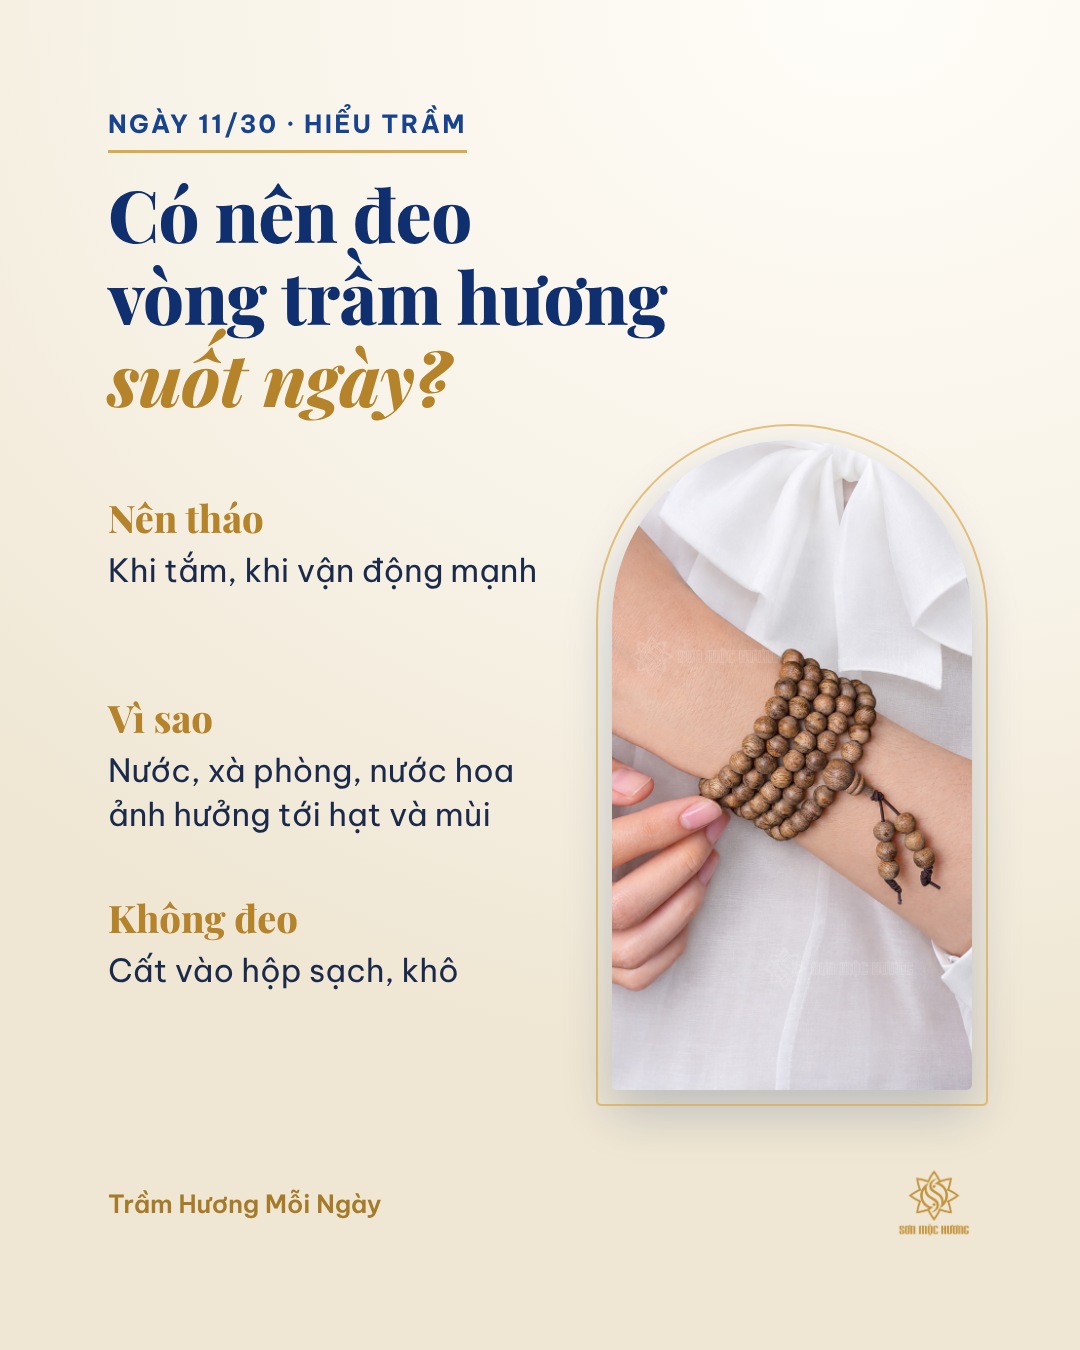 NGÀY 11/30 · HIỂU TRẦM
Có nên đeo
vòng trầm hương
suốt ngày?
Nên tháo
Khi tắm, khi vận động mạnh
Vì sao
Nước, xà phòng, nước hoa
ảnh hưởng tới hạt và mùi
Không đeo
Cất vào hộp sạch, khô
Trầm Hương Mỗi Ngày
SƠN MỘC HƯƠNG